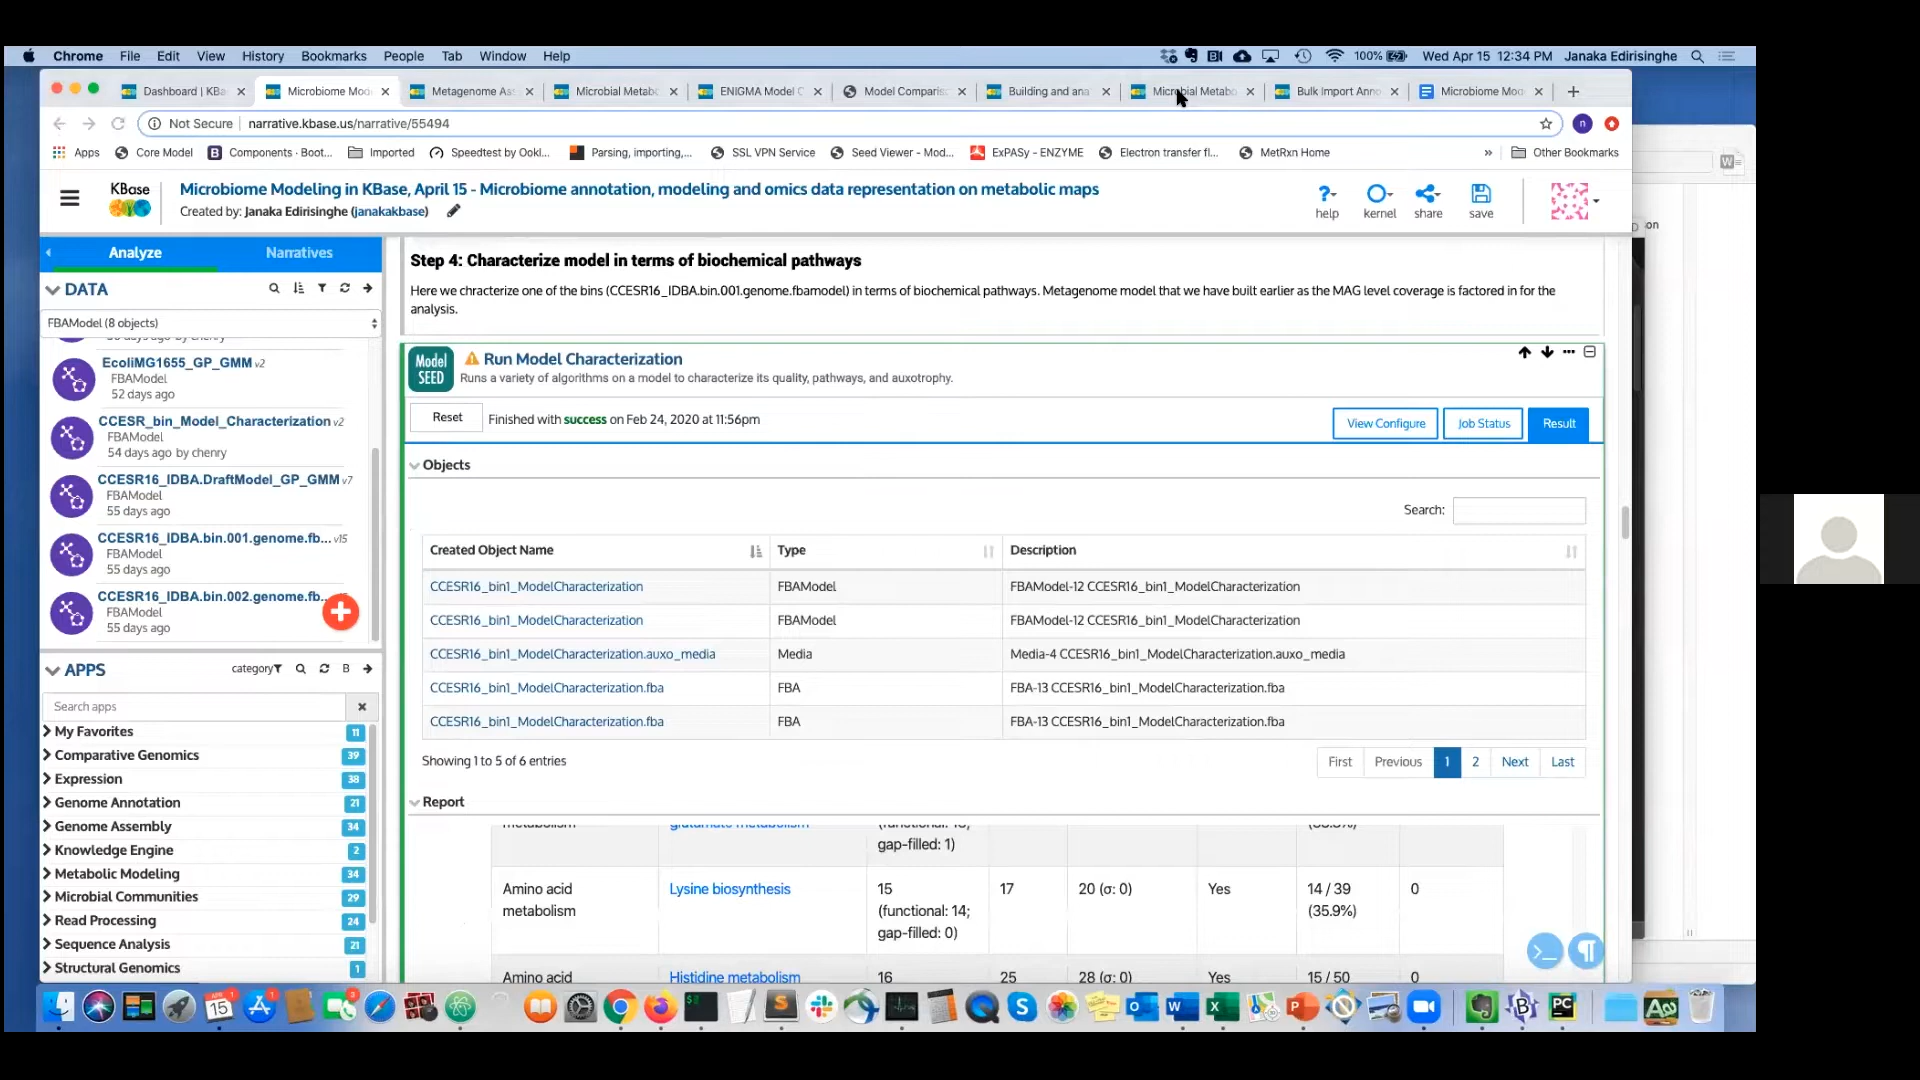 Chrome File Edit View History Bookmarks People Tab Window Help 100% Wed Apr 15 12:34 PM Janaka Edirisinghe
Dashboard | KBa Microbiome Mod Metagenome As Microbial Metab ENIGMA Model C Model Comparis Building and ana Microbial Metabo Bulk Import Anno Microbiome Mod
Not Secure narrative.kbase.us/narrative/55494 n
Apps Core Model Components · Boot... Imported Speedtest by Ookl... Parsing, importing,... SSL VPN Service Seed Viewer - Mod... ExPASy - ENZYME Electron transfer fl... MetRxn Home » Other Bookmarks
KBase
Microbiome Modeling in KBase, April 15 - Microbiome annotation, modeling and omics data representation on metabolic maps
Created by: Janaka Edirisinghe (janakakbase)
help kernel share save
on
Analyze Narratives
DATA
FBAModel (8 objects)
EcoliMG1655_GP_GMM v2
FBAModel
52 days ago
CCESR_bin_Model_Characterization v2
FBAModel
54 days ago by chenry
CCESR16_IDBA.DraftModel_GP_GMM v7
FBAModel
55 days ago
CCESR16_IDBA.bin.001.genome.fb... v15
FBAModel
55 days ago
CCESR16_IDBA.bin.002.genome.fb...
FBAModel
55 days ago
APPS category B
Search apps
My Favorites 11
Comparative Genomics 39
Expression 38
Genome Annotation 21
Genome Assembly 34
Knowledge Engine 2
Metabolic Modeling 34
Microbial Communities 29
Read Processing 24
Sequence Analysis 21
Structural Genomics 1
Step 4: Characterize model in terms of biochemical pathways
Here we chracterize one of the bins (CCESR16_IDBA.bin.001.genome.fbamodel) in terms of biochemical pathways. Metagenome model that we have built earlier as the MAG level coverage is factored in for the
analysis.
Model SEED
Run Model Characterization
Runs a variety of algorithms on a model to characterize its quality, pathways, and auxotrophy.
Reset Finished with success on Feb 24, 2020 at 11:56pm View Configure Job Status Result
Objects
Search:
Created Object Name Type Description
CCESR16_bin1_ModelCharacterization FBAModel FBAModel-12 CCESR16_bin1_ModelCharacterization
CCESR16_bin1_ModelCharacterization FBAModel FBAModel-12 CCESR16_bin1_ModelCharacterization
CCESR16_bin1_ModelCharacterization.auxo_media Media Media-4 CCESR16_bin1_ModelCharacterization.auxo_media
CCESR16_bin1_ModelCharacterization.fba FBA FBA-13 CCESR16_bin1_ModelCharacterization.fba
CCESR16_bin1_ModelCharacterization.fba FBA FBA-13 CCESR16_bin1_ModelCharacterization.fba
Showing 1 to 5 of 6 entries First Previous 1 2 Next Last
Report
metabolism glutamate metabolism
gap-filled: 1)
Amino acid Lysine biosynthesis 15 17 20 (σ: 0) Yes 14 / 39 0
metabolism (functional: 14; (35.9%)
gap-filled: 0)
Amino acid Histidine metabolism 16 25 28 (σ: 0) Yes 15 / 50 0